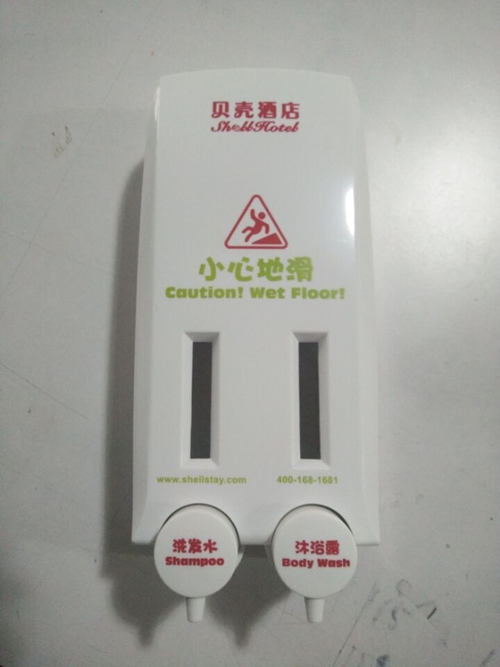 贝壳酒店
ShellHotel
小心地滑
Caution! Wet Floor!
www.shellstay.com
400-168-1681
洗发水
Shampoo
沐浴露
Body Wash